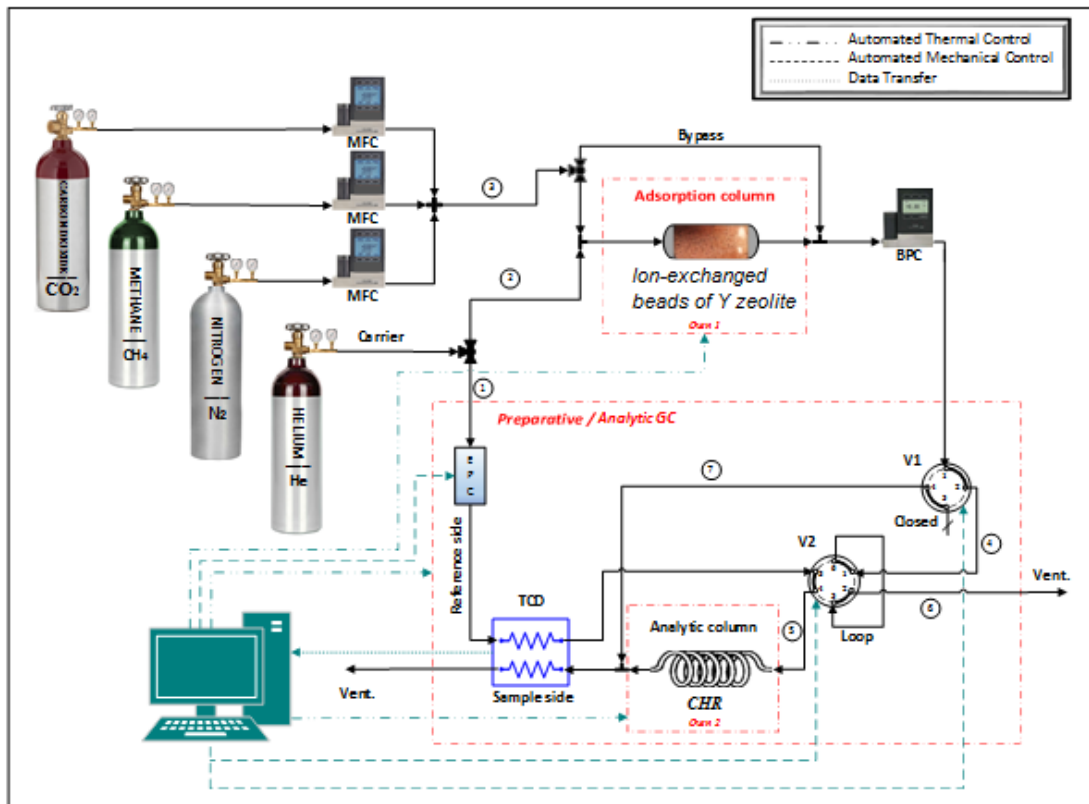 Automated Thermal Control
Automated Mechanical Control
Data Transfer
MFC
MFC
MFC
CO2
METHANE
CH4
NITROGEN
N2
HELIUM
He
Carrier
Bypass
Adsorption column
Ion-exchanged
beads of Y zeolite
Oven 1
BPC
3
2
1
Preparative / Analytic GC
E
P
C
Reference side
7
V1
1
2
Closed
4
V2
Vent.
6
Loop
5
TCD
Analytic column
CHR
Oven 2
Sample side
Vent.